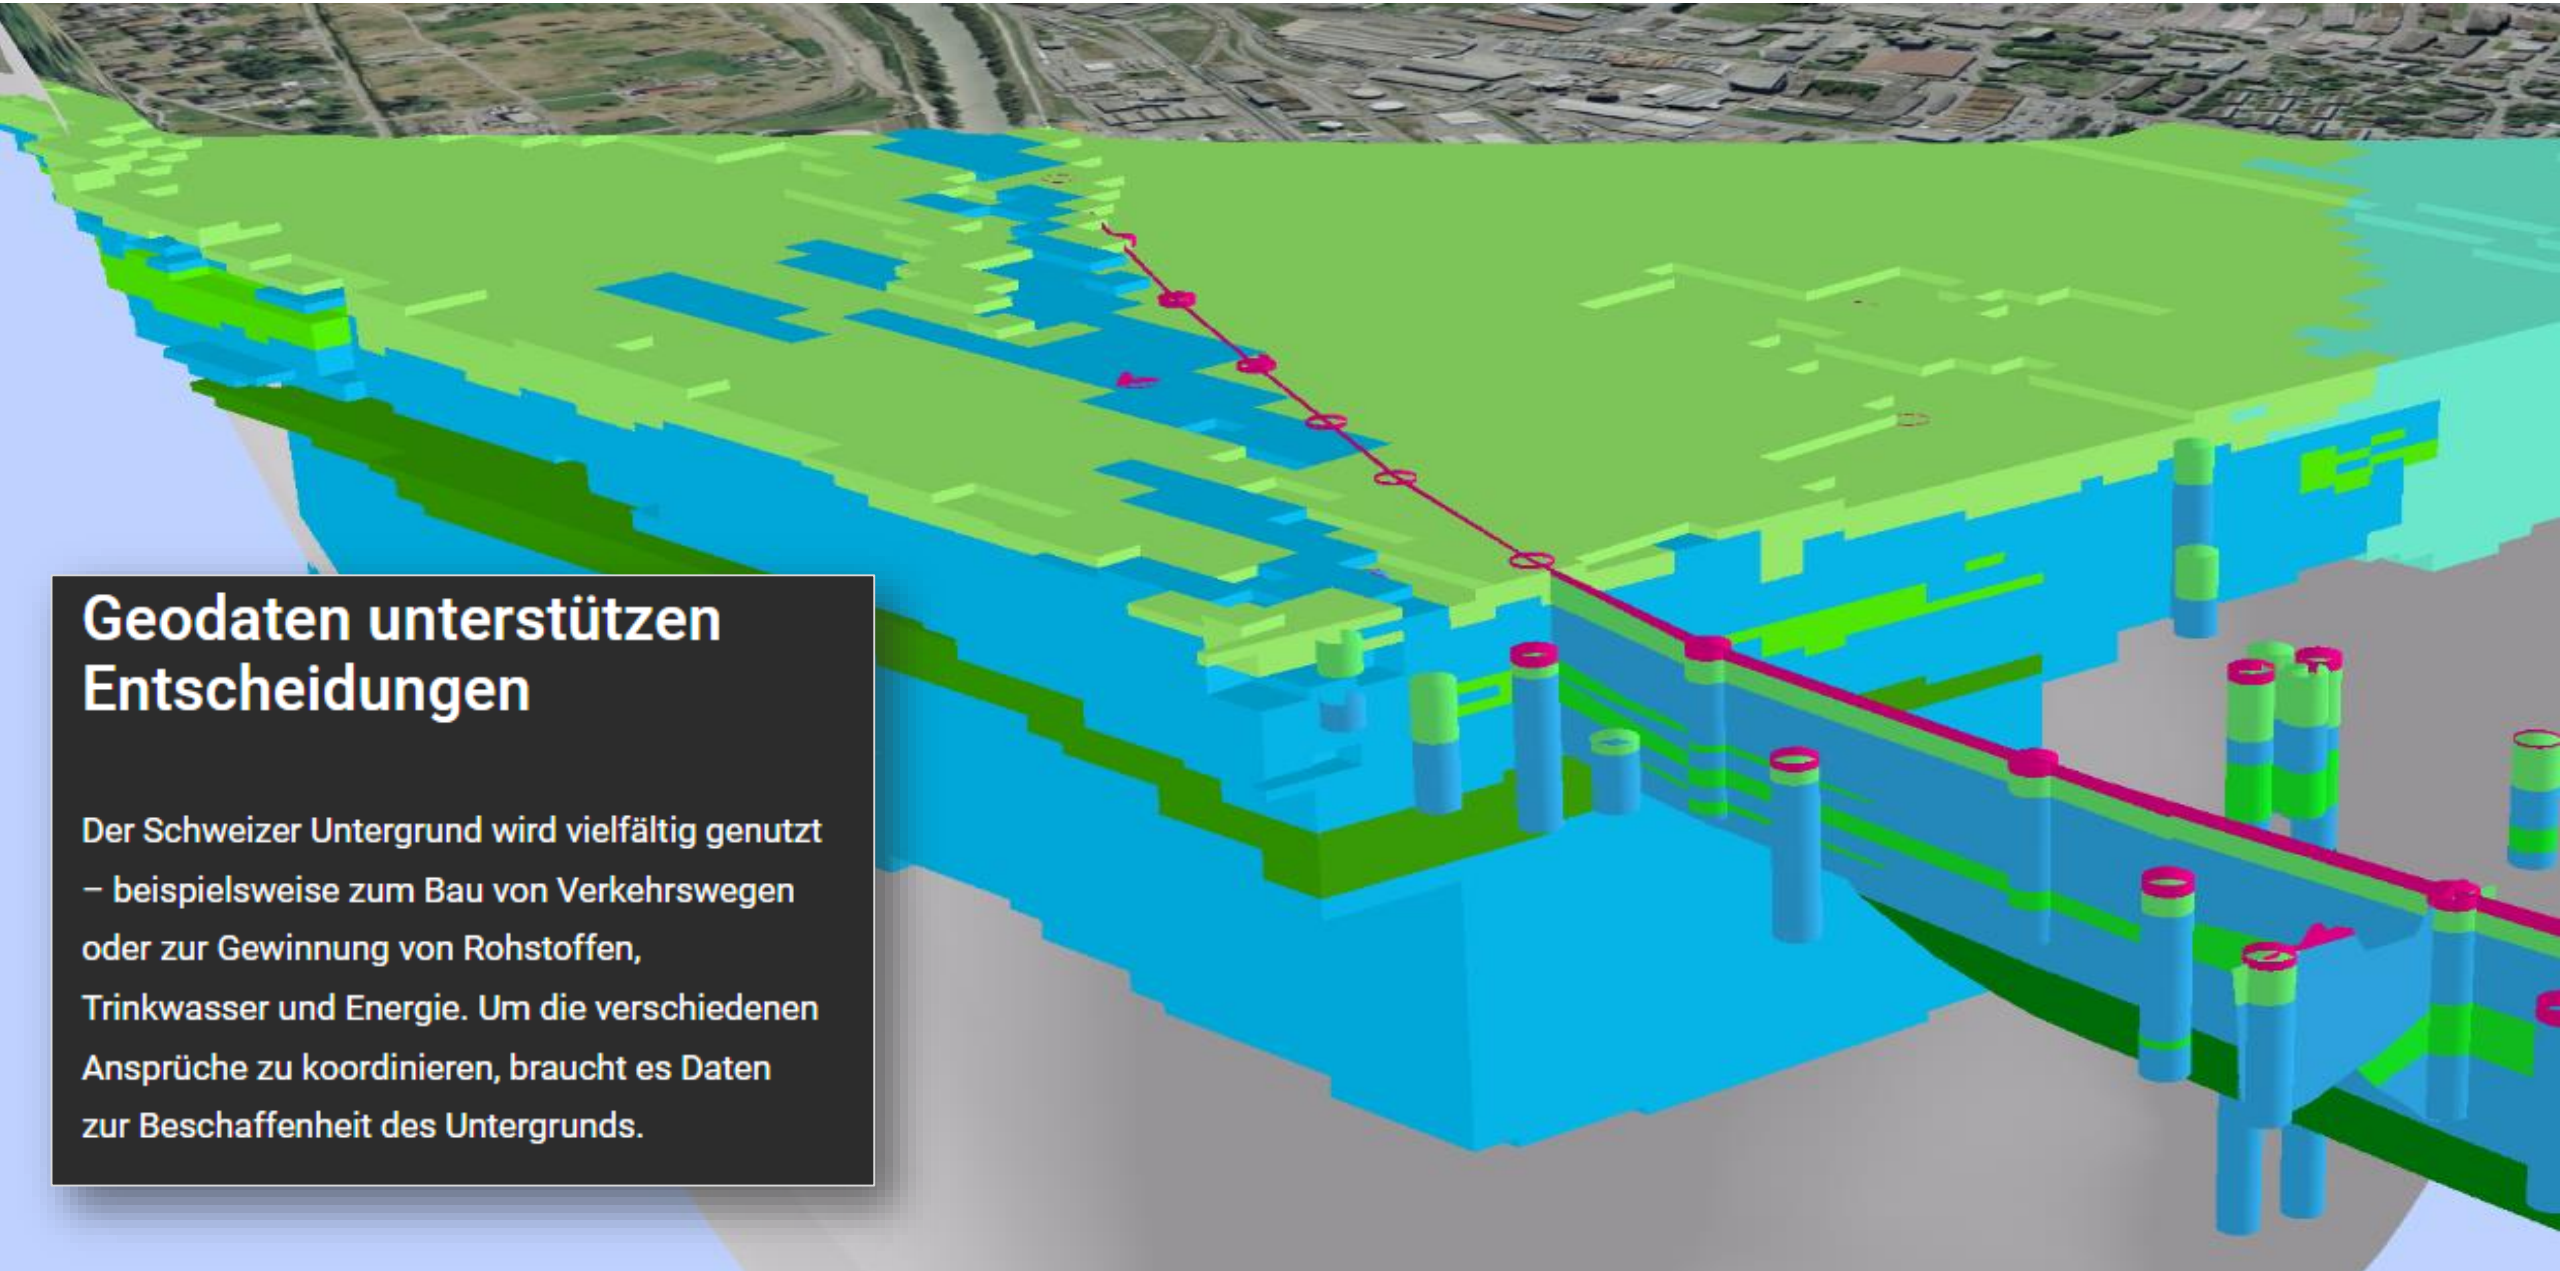 Geodaten unterstützen
Entscheidungen
Der Schweizer Untergrund wird vielfältig genutzt
– beispielsweise zum Bau von Verkehrswegen
oder zur Gewinnung von Rohstoffen,
Trinkwasser und Energie. Um die verschiedenen
Ansprüche zu koordinieren, braucht es Daten
zur Beschaffenheit des Untergrunds.